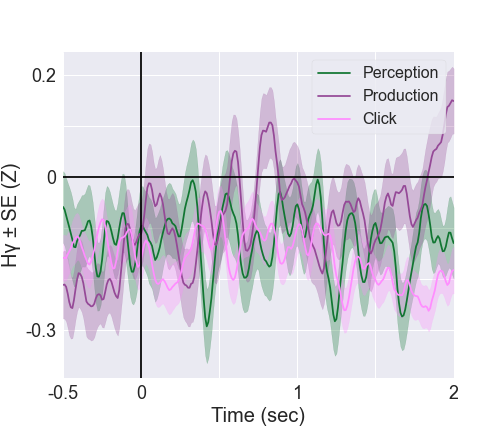 Perception
Production
Click
0.2
0
-0.3
Hγ ± SE (Z)
-0.5
0
1
2
Time (sec)